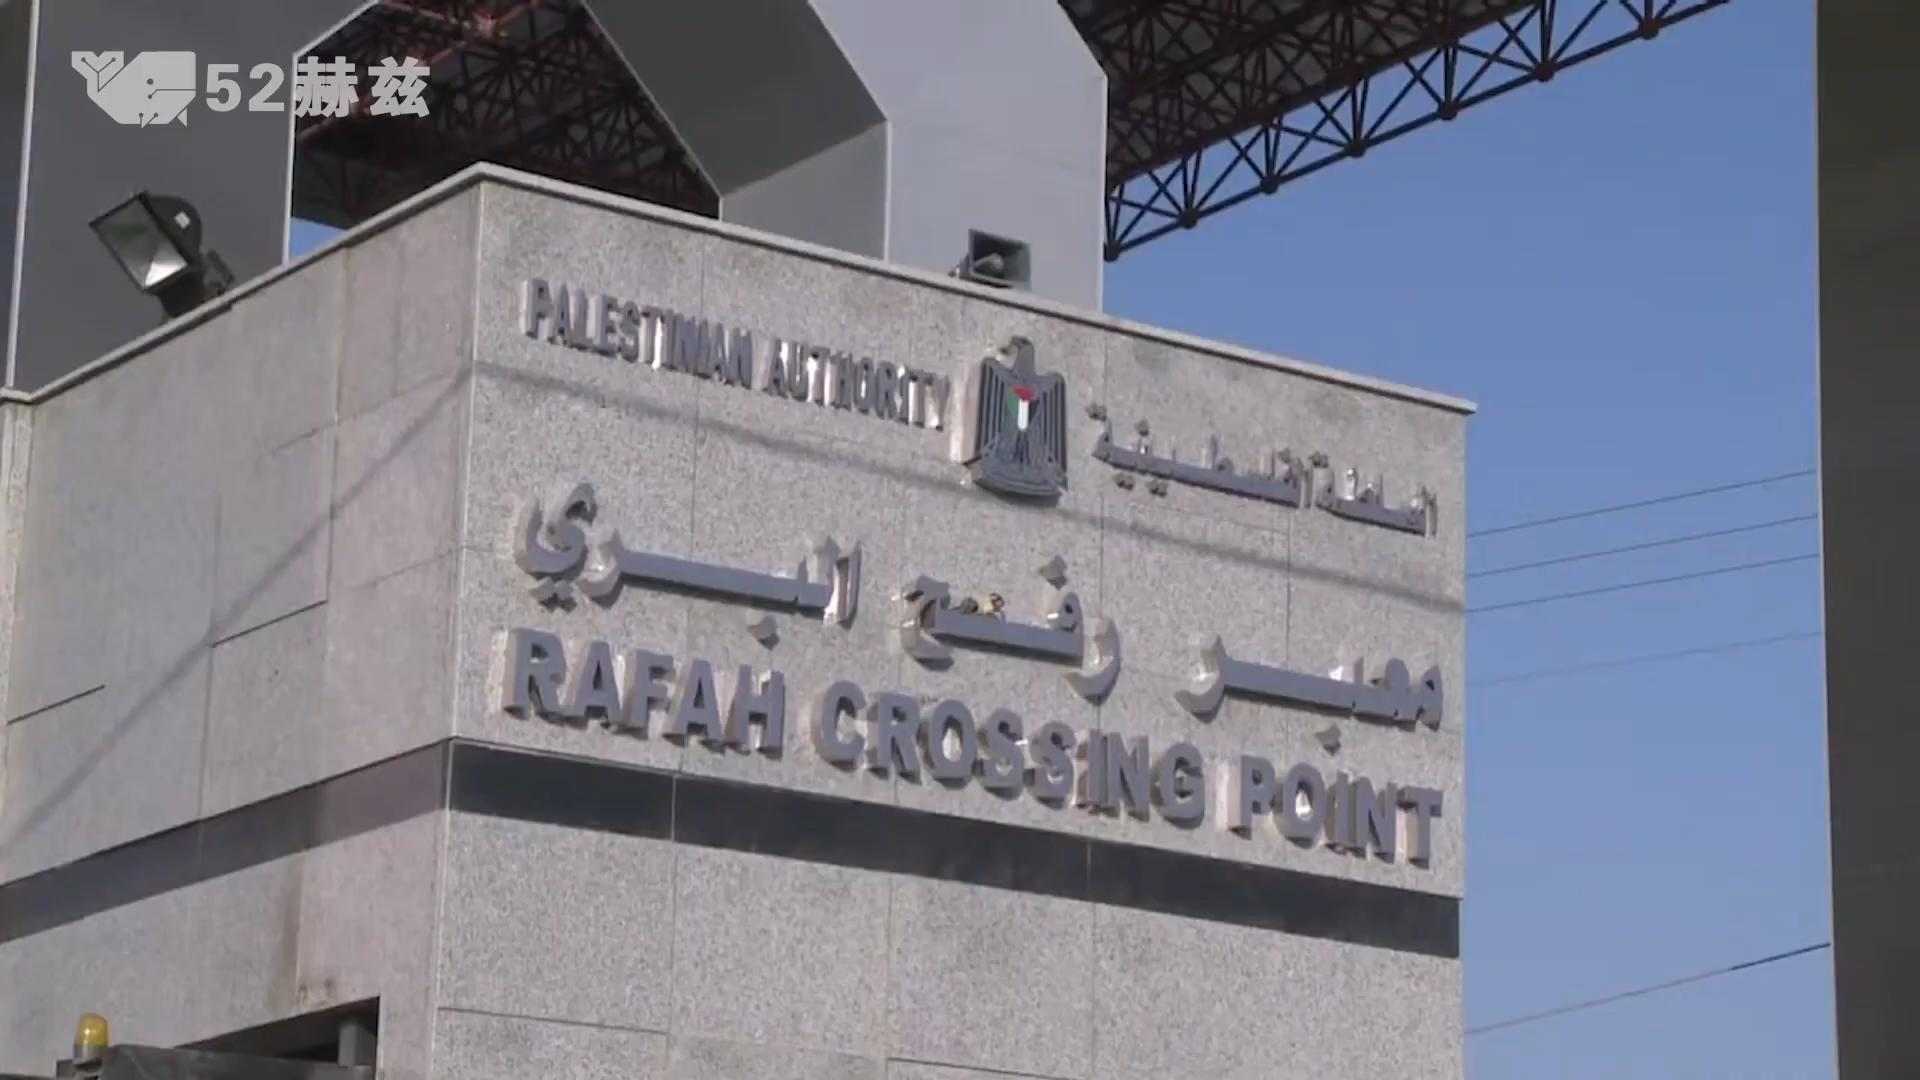 52赫兹
PALESTINIAN AUTHORITY
السلطة الفلسطينية
معبر رفح البري
RAFAH CROSSING POINT